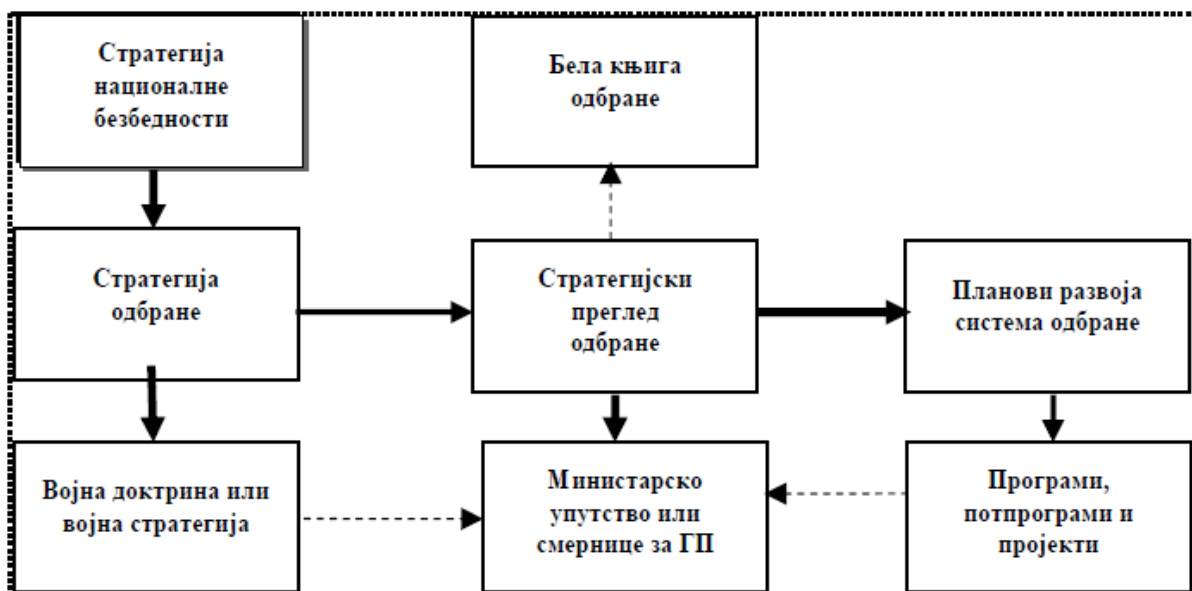 Стратегија
националне
безбедности
Бела књига
одбране
Стратегија
одбране
Стратегијски
преглед
одбране
Планови развоја
система одбране
Војна доктрина или
војна стратегија
Министарско
упутство или
смернице за ГП
Програми,
потпрограми и
пројекти